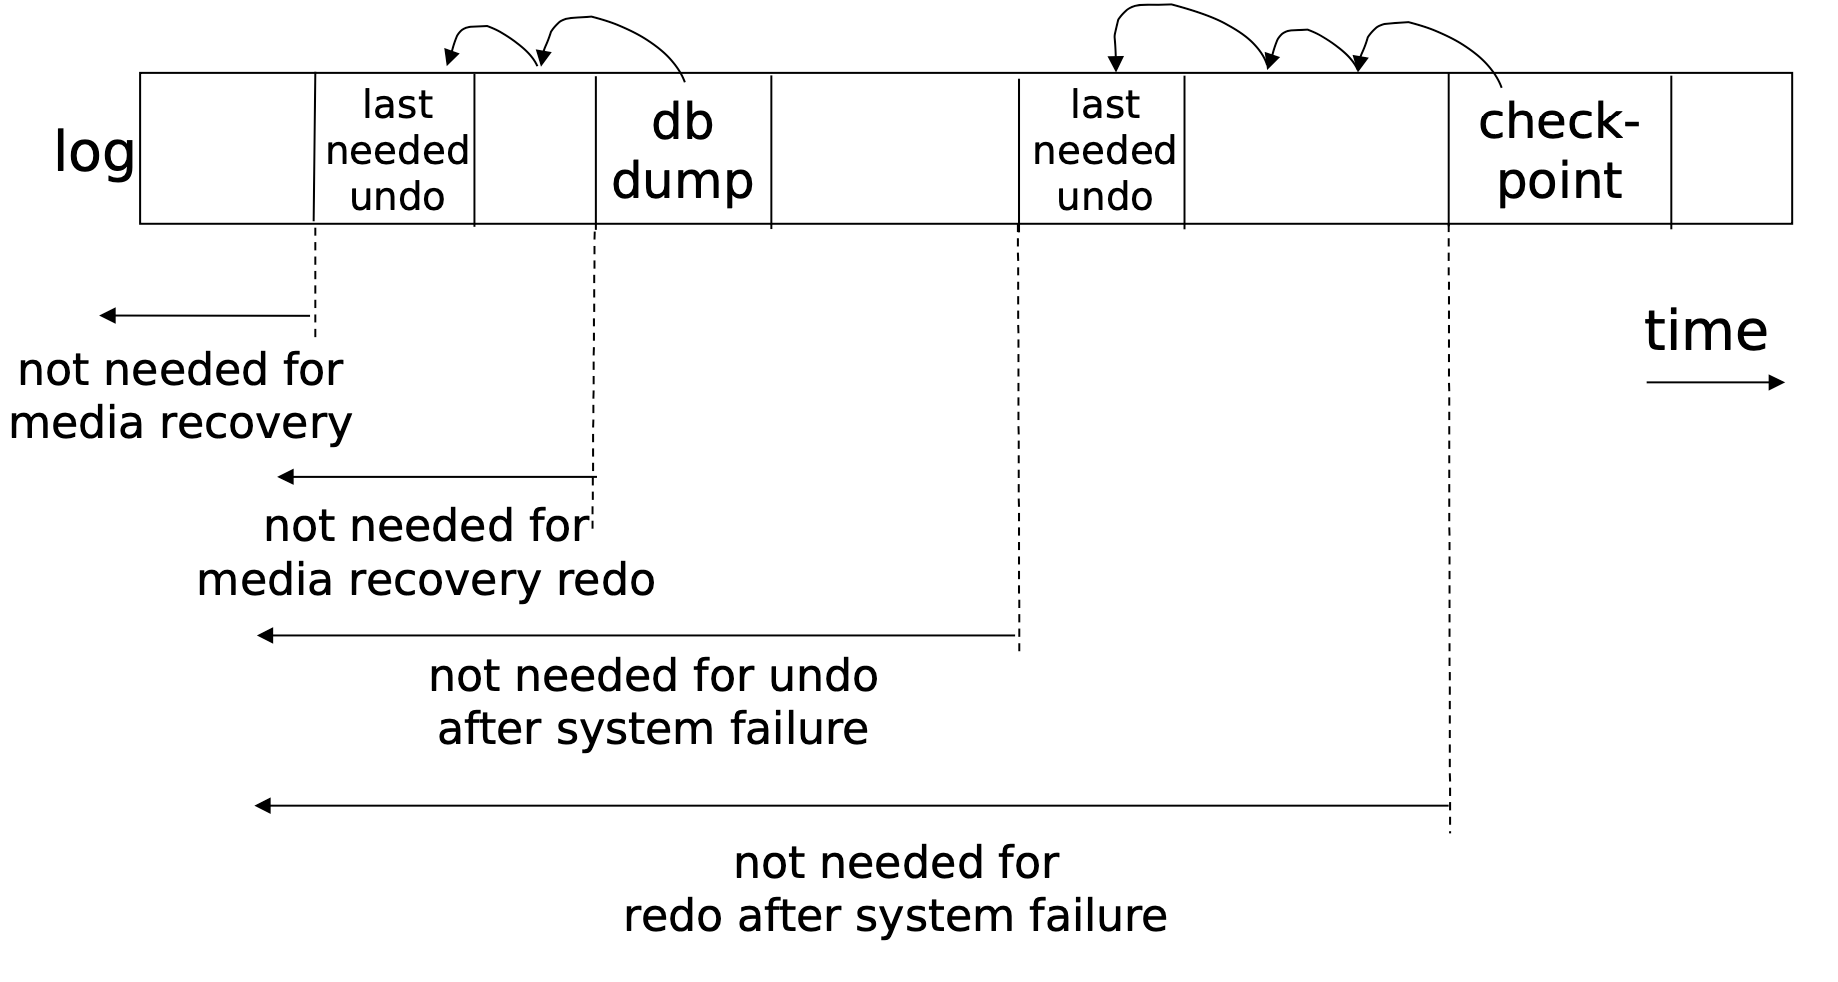 log
last
needed
undo
db
dump
last
needed
undo
check-
point
time
not needed for
media recovery
not needed for
media recovery redo
not needed for undo
after system failure
not needed for
redo after system failure